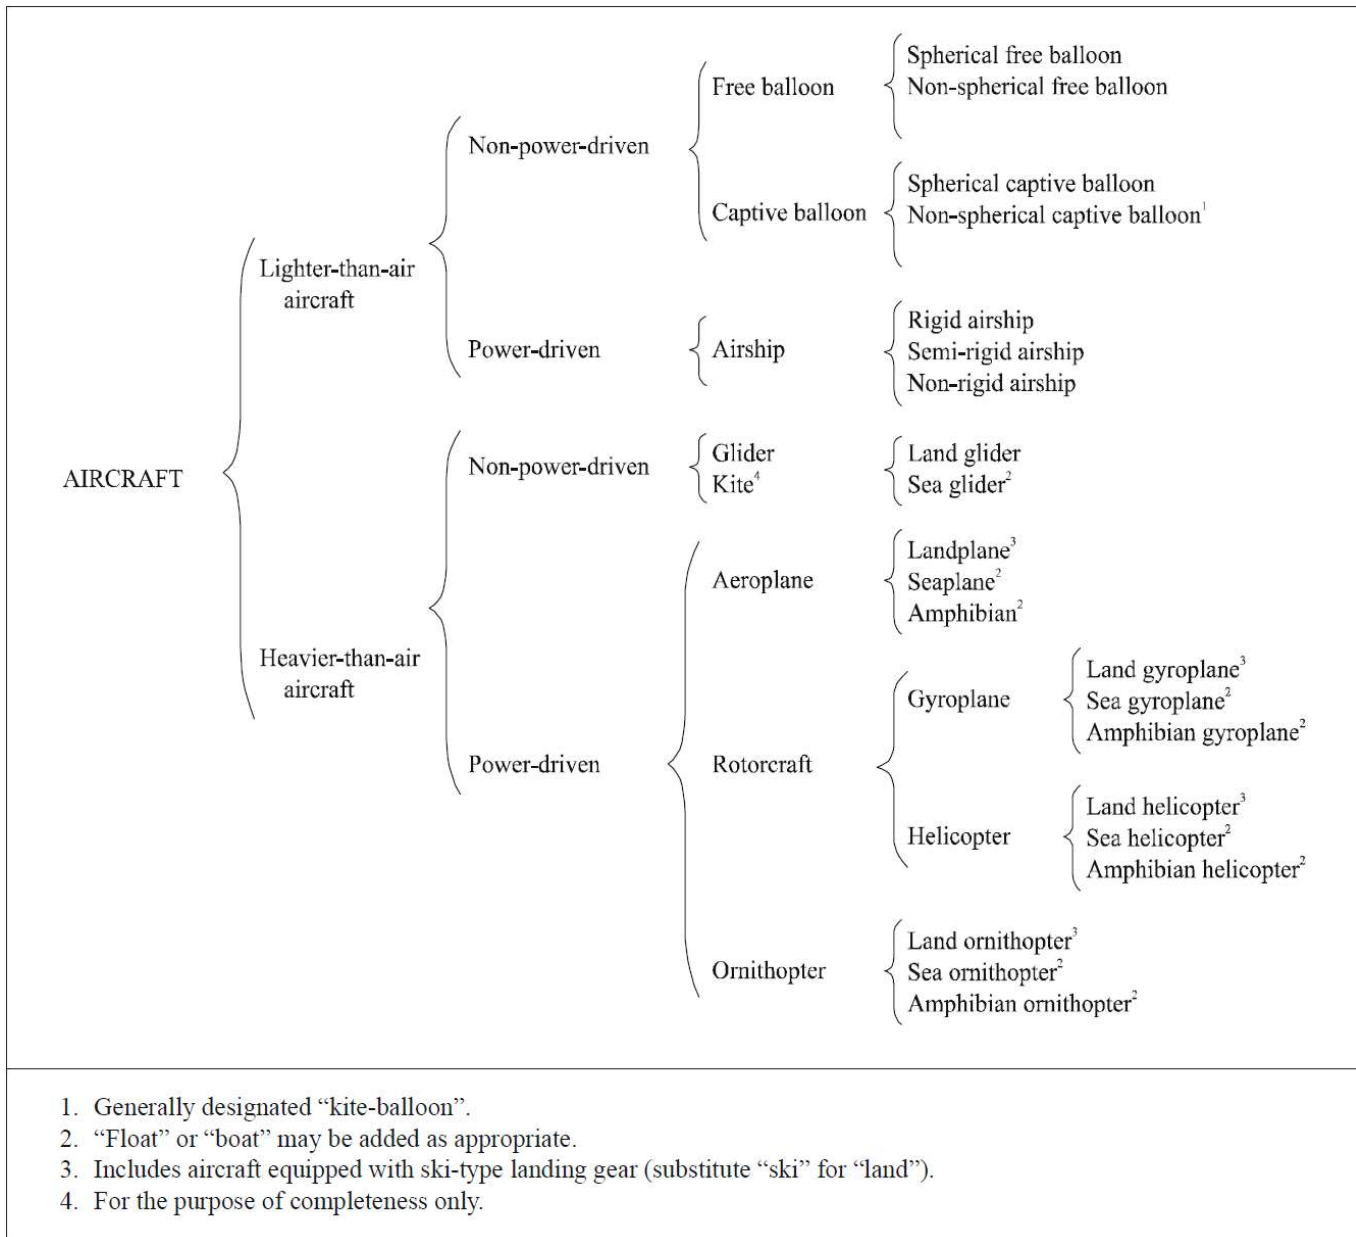 Spherical free balloon
Free balloon
Non-spherical free balloon
Non-power-driven
Spherical captive balloon
Captive balloon
Non-spherical captive balloon¹
Lighter-than-air
aircraft
Rigid airship
Power-driven
Airship
Semi-rigid airship
Non-rigid airship
Glider
Land glider
Non-power-driven
AIRCRAFT
Kite⁴
Sea glider²
Landplane³
Aeroplane
Seaplane²
Amphibian²
Heavier-than-air
aircraft
Land gyroplane³
Gyroplane
Sea gyroplane²
Amphibian gyroplane²
Power-driven
Rotorcraft
Land helicopter³
Helicopter
Sea helicopter²
Amphibian helicopter²
Land ornithopter³
Ornithopter
Sea ornithopter²
Amphibian ornithopter²
1. Generally designated “kite-balloon”.
2. “Float” or “boat” may be added as appropriate.
3. Includes aircraft equipped with ski-type landing gear (substitute “ski” for “land”).
4. For the purpose of completeness only.